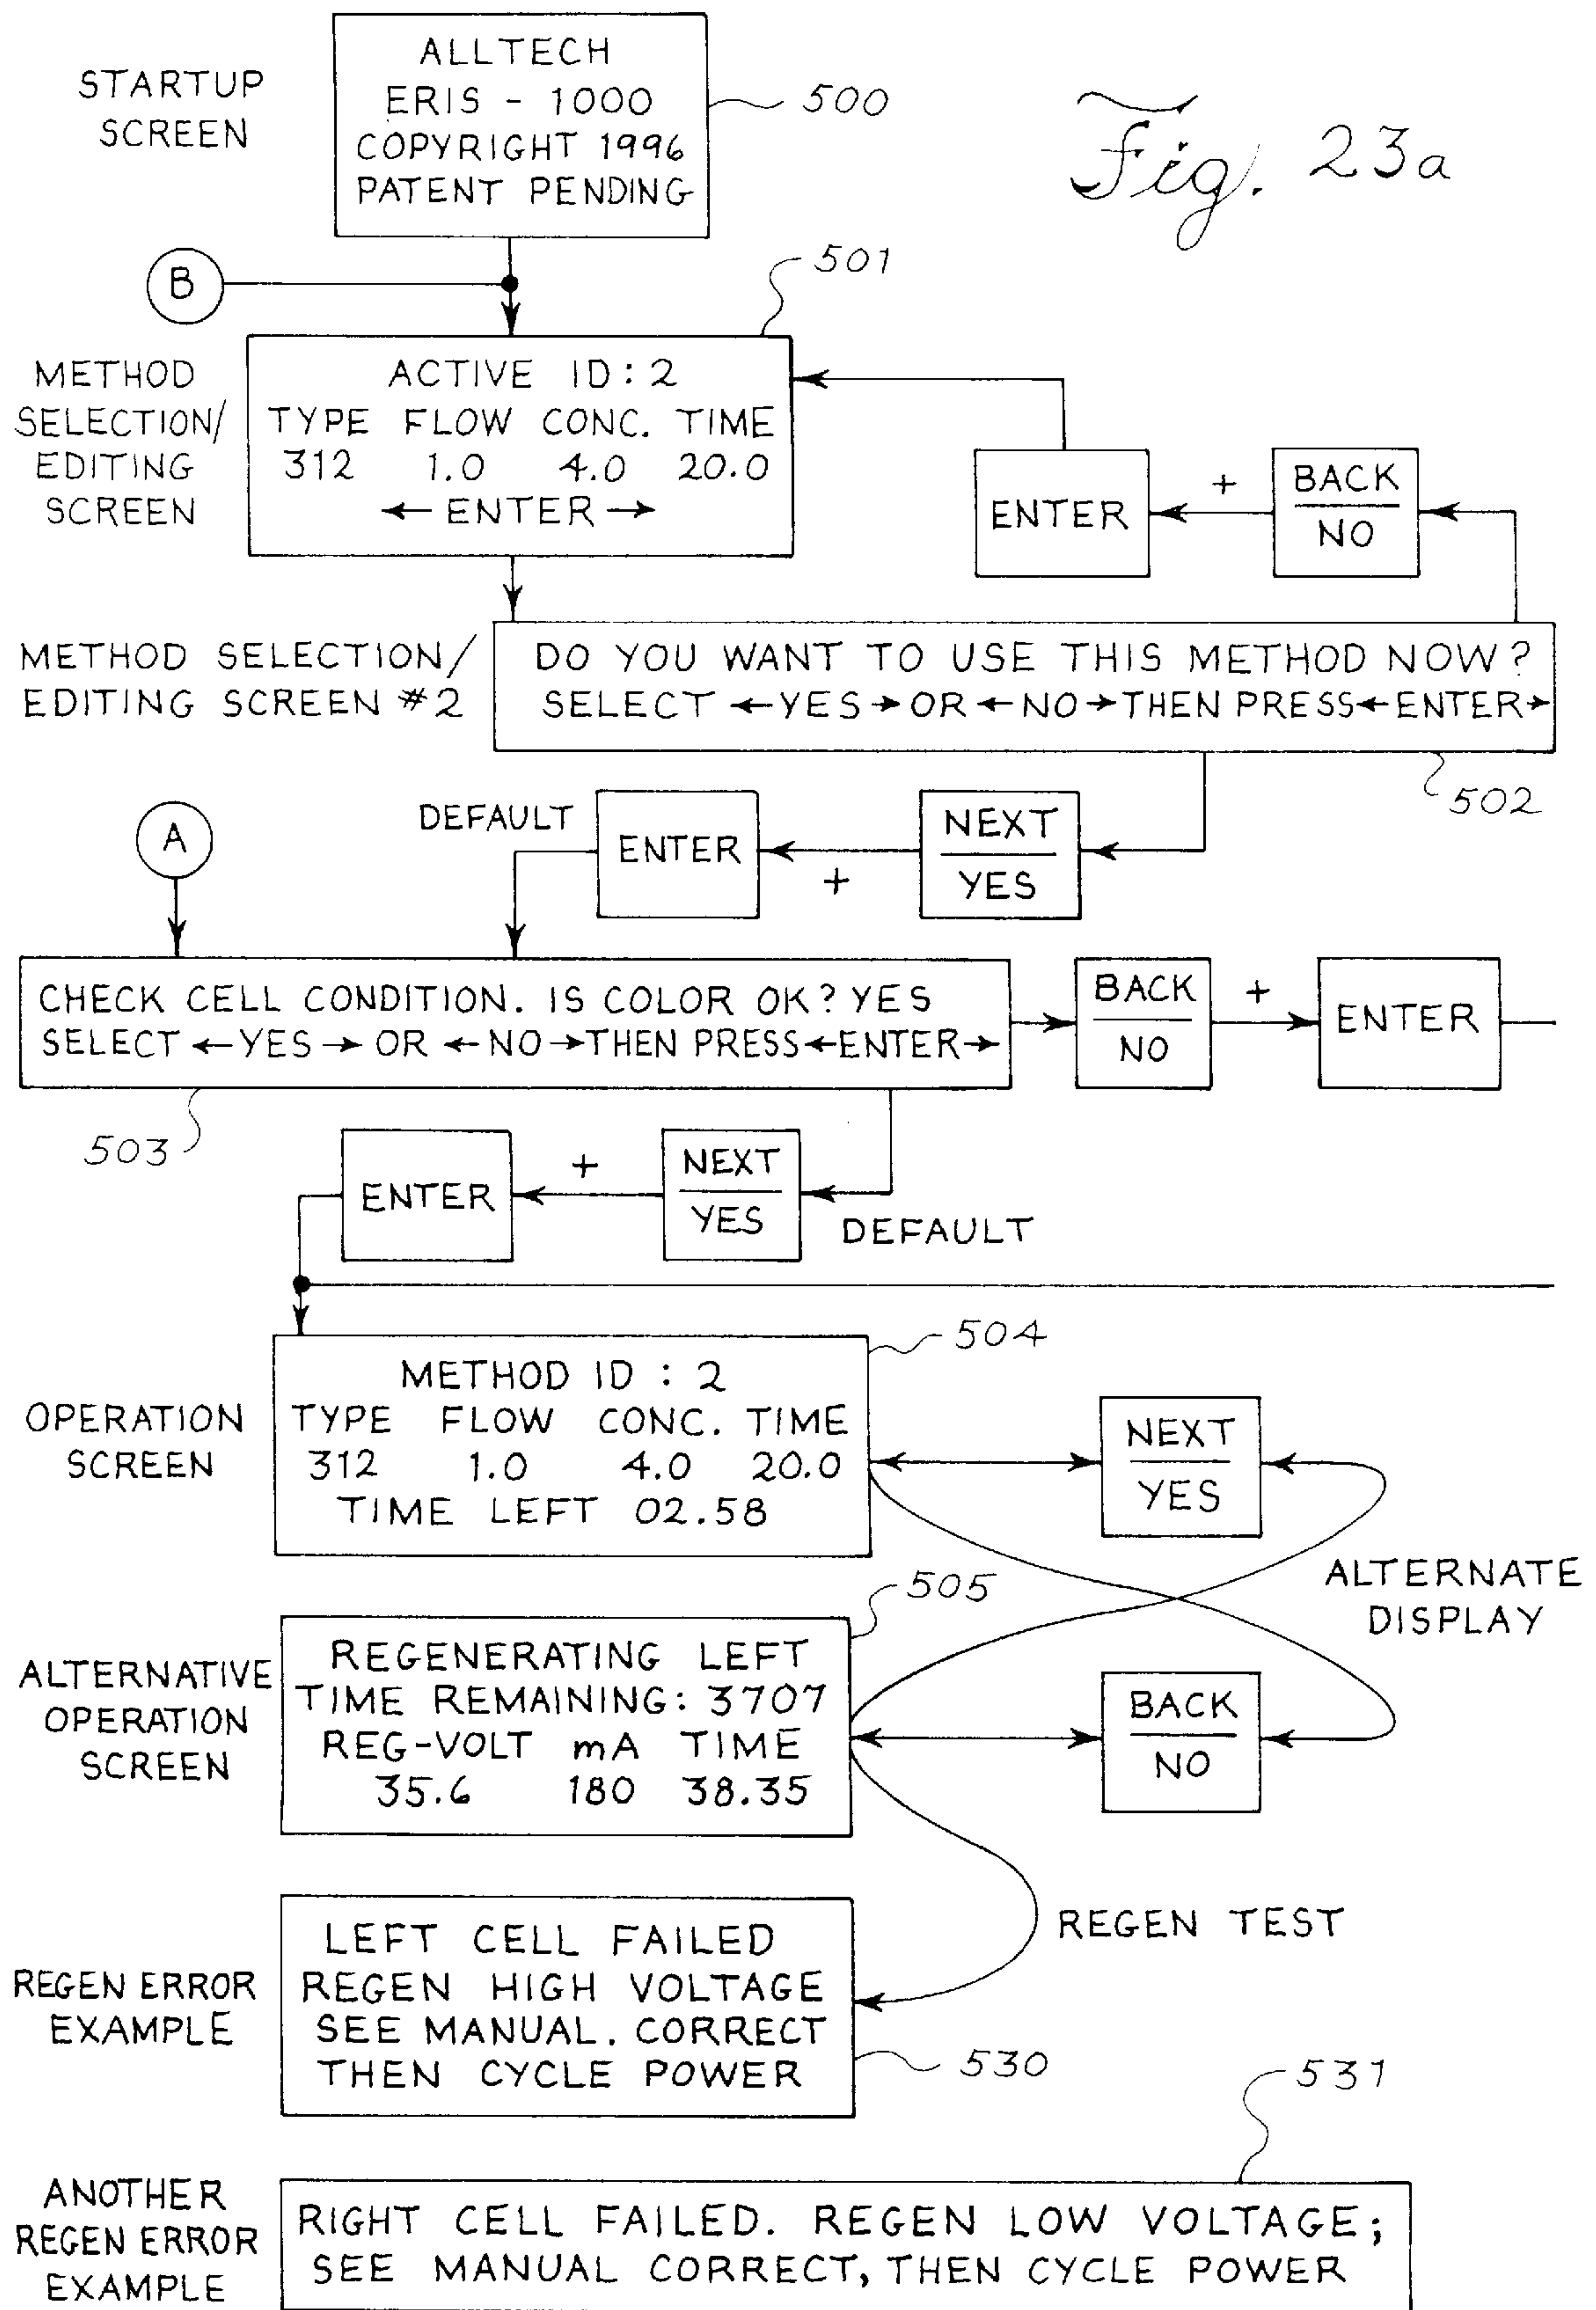 Fig. 23a
STARTUP
SCREEN
ALLTECH
ERIS - 1000
COPYRIGHT 1996
PATENT PENDING
500
B
501
METHOD
SELECTION/
EDITING
SCREEN
ACTIVE ID: 2
TYPE FLOW CONC. TIME
312 1.0 4.0 20.0
← ENTER →
ENTER
+
BACK
NO
METHOD SELECTION/
EDITING SCREEN #2
DO YOU WANT TO USE THIS METHOD NOW?
SELECT ←YES→ OR ←NO→ THEN PRESS ←ENTER→
502
A
DEFAULT
ENTER
+
NEXT
YES
CHECK CELL CONDITION. IS COLOR OK? YES
SELECT ←YES→ OR ←NO→ THEN PRESS ←ENTER→
503
BACK
NO
+
ENTER
ENTER
+
NEXT
YES
DEFAULT
504
OPERATION
SCREEN
METHOD ID : 2
TYPE FLOW CONC. TIME
312 1.0 4.0 20.0
TIME LEFT 02.58
NEXT
YES
ALTERNATE
DISPLAY
505
ALTERNATIVE
OPERATION
SCREEN
REGENERATING LEFT
TIME REMAINING: 3707
REG-VOLT mA TIME
35.6 180 38.35
BACK
NO
REGEN TEST
REGEN ERROR
EXAMPLE
LEFT CELL FAILED
REGEN HIGH VOLTAGE
SEE MANUAL. CORRECT
THEN CYCLE POWER
530
531
ANOTHER
REGEN ERROR
EXAMPLE
RIGHT CELL FAILED. REGEN LOW VOLTAGE;
SEE MANUAL CORRECT, THEN CYCLE POWER